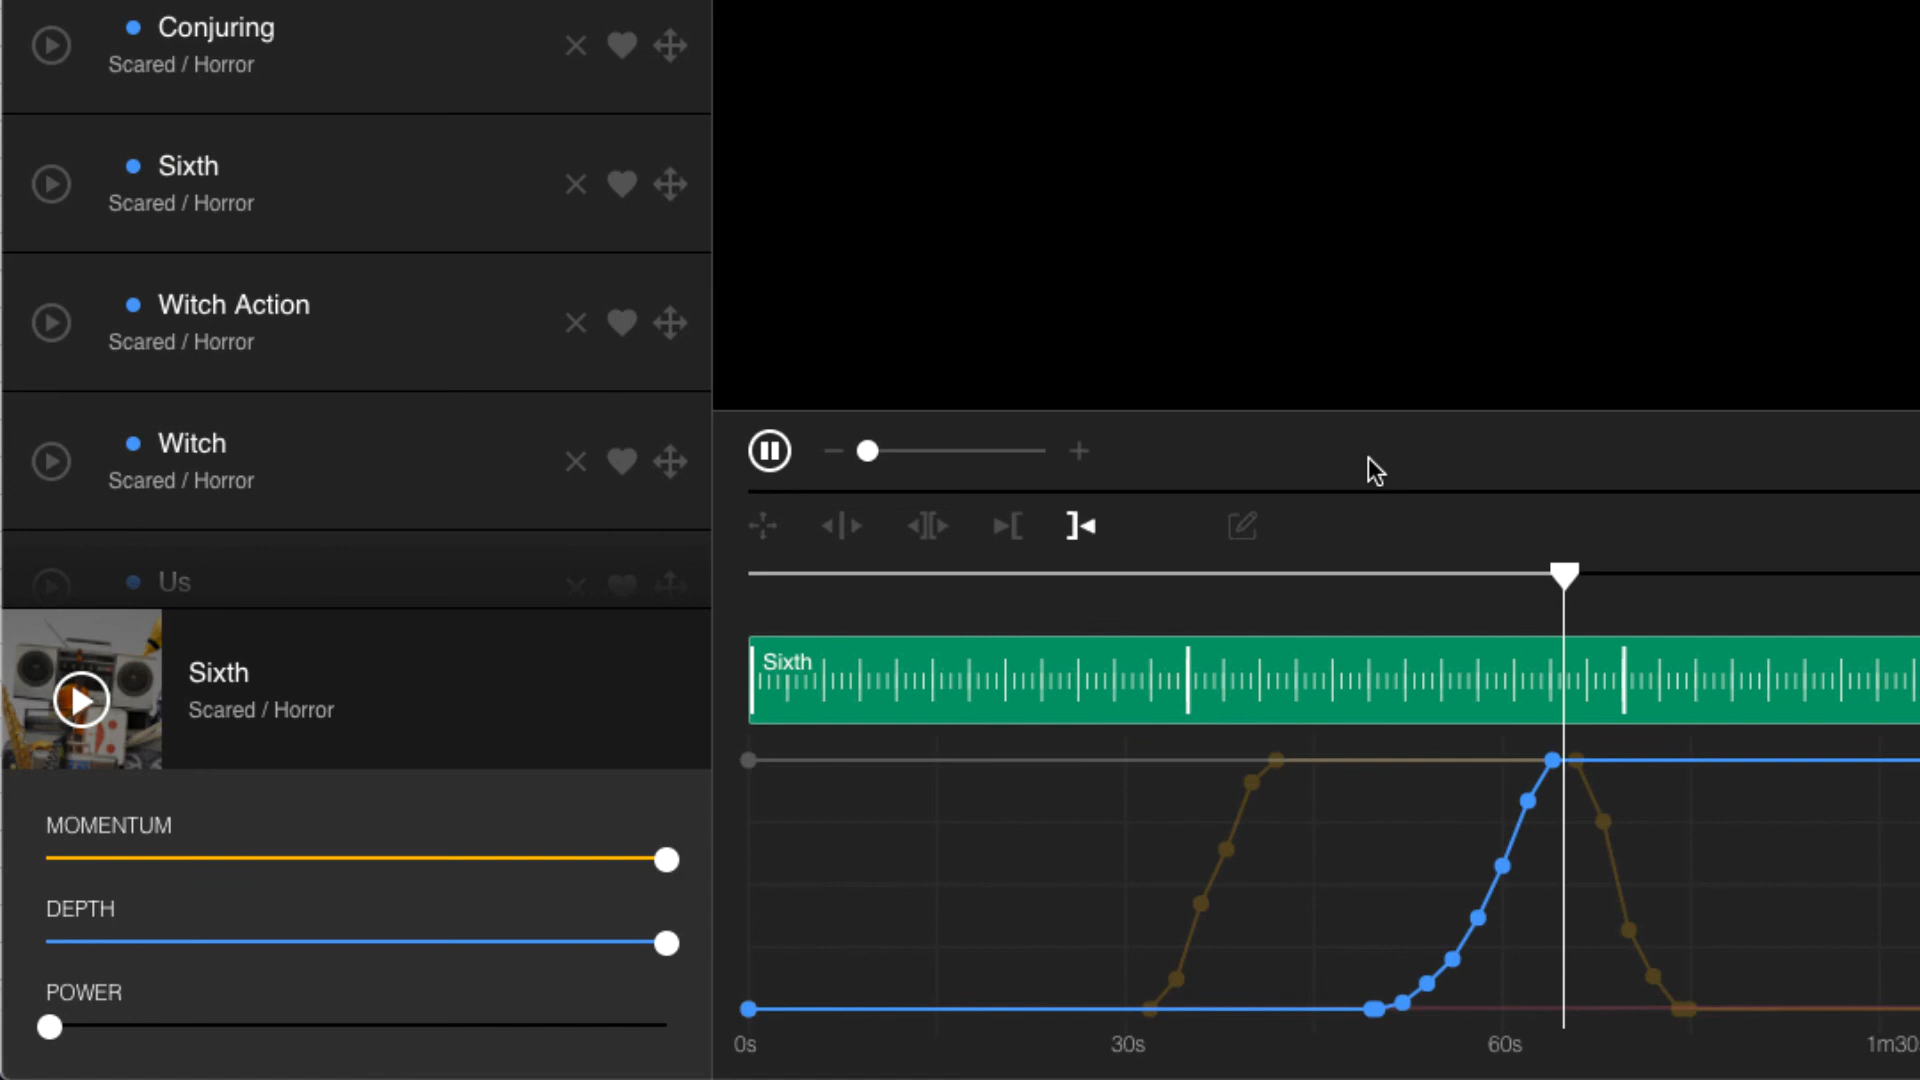 Conjuring
Scared / Horror
Sixth
Scared / Horror
Witch Action
Scared / Horror
Witch
Scared / Horror
Us
Sixth
Scared / Horror
MOMENTUM
DEPTH
POWER
Sixth
0s
30s
60s
1m30